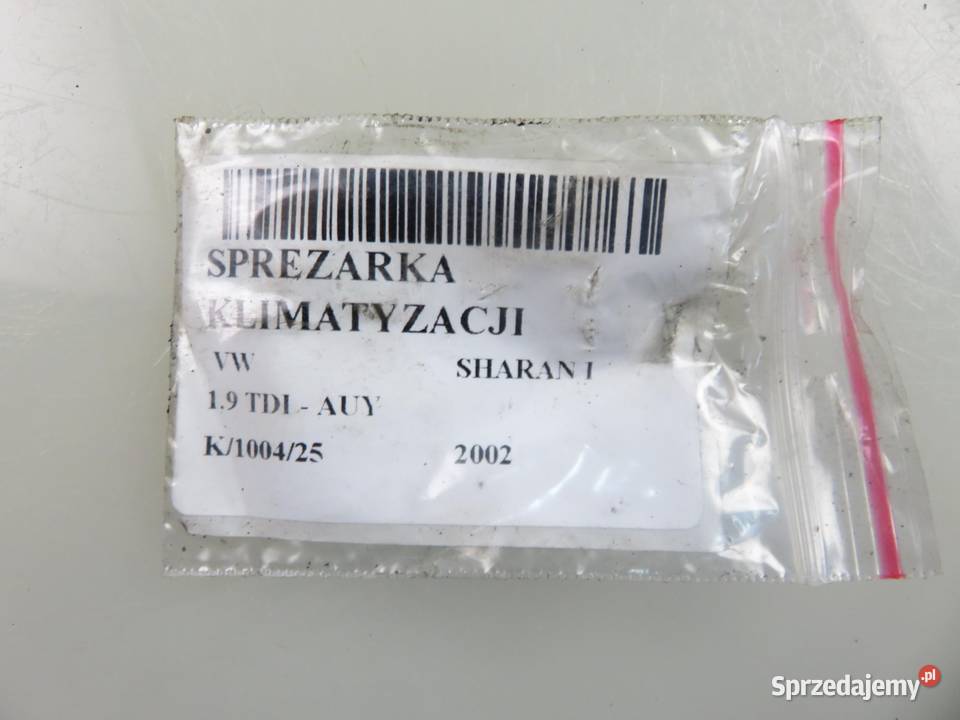 SPREZARKA
KLIMATYZACJI
VW SHARAN I
1.9 TDI - AUY
K/1004/25 2002
Sprzedajemy.pl